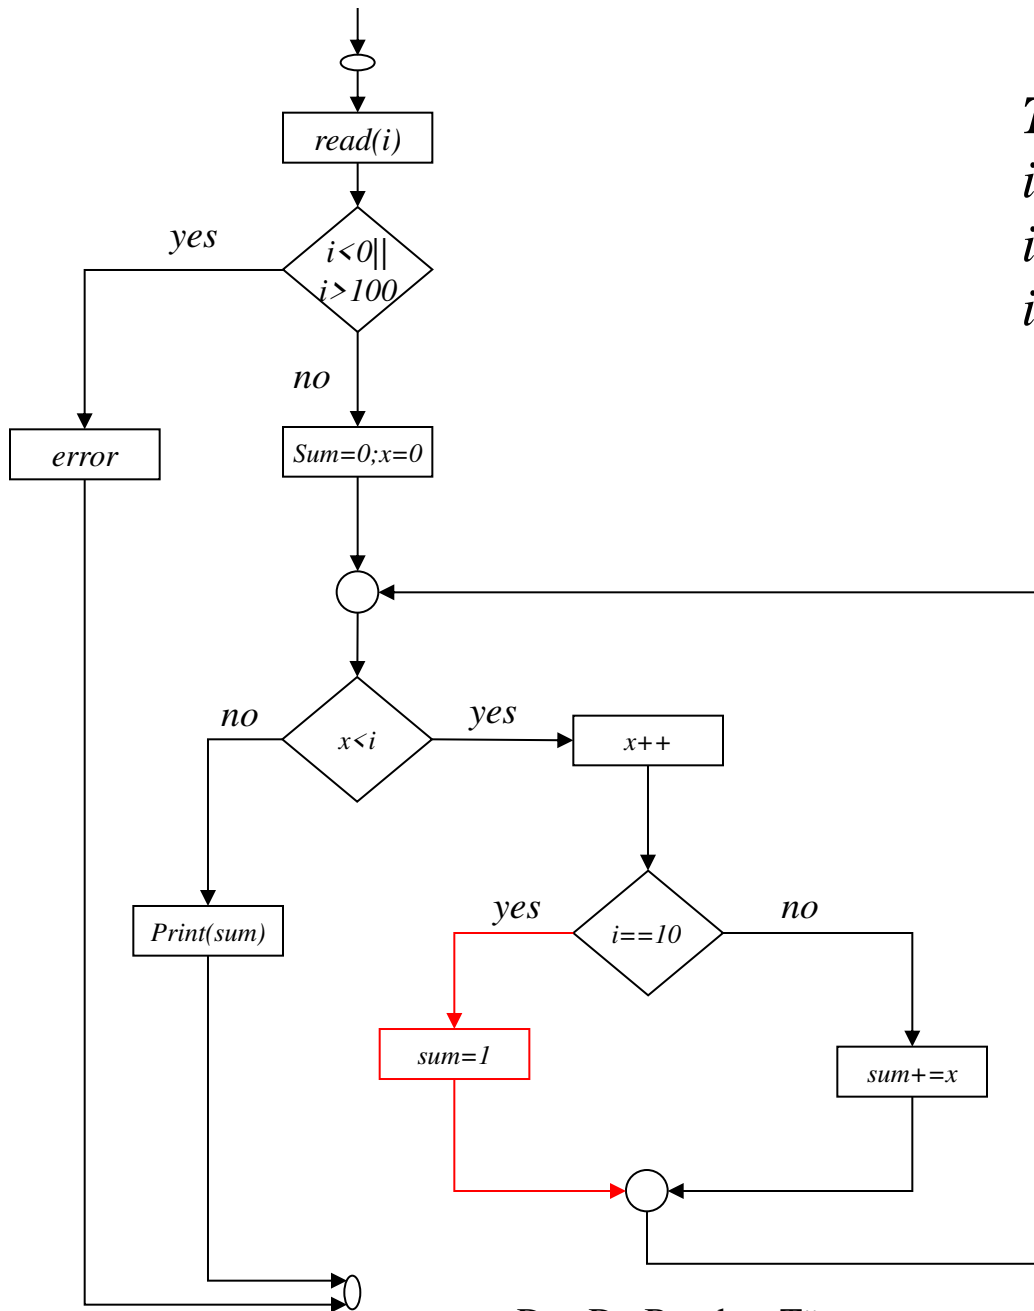 read(i)
yes
i<0||
i>100
no
error
Sum=0;x=0
no
x<i
yes
x++
Print(sum)
yes
i==10
no
sum=1
sum+=x